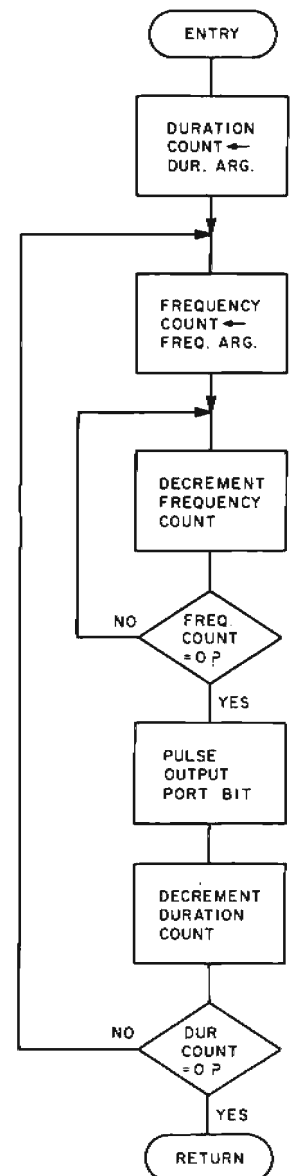 ENTRY
DURATION
COUNT ←
DUR. ARG.
FREQUENCY
COUNT ←
FREQ. ARG.
DECREMENT
FREQUENCY
COUNT
NO
FREQ.
COUNT
= 0 ?
YES
PULSE
OUTPUT
PORT BIT
DECREMENT
DURATION
COUNT
NO
DUR
COUNT
= 0 ?
YES
RETURN